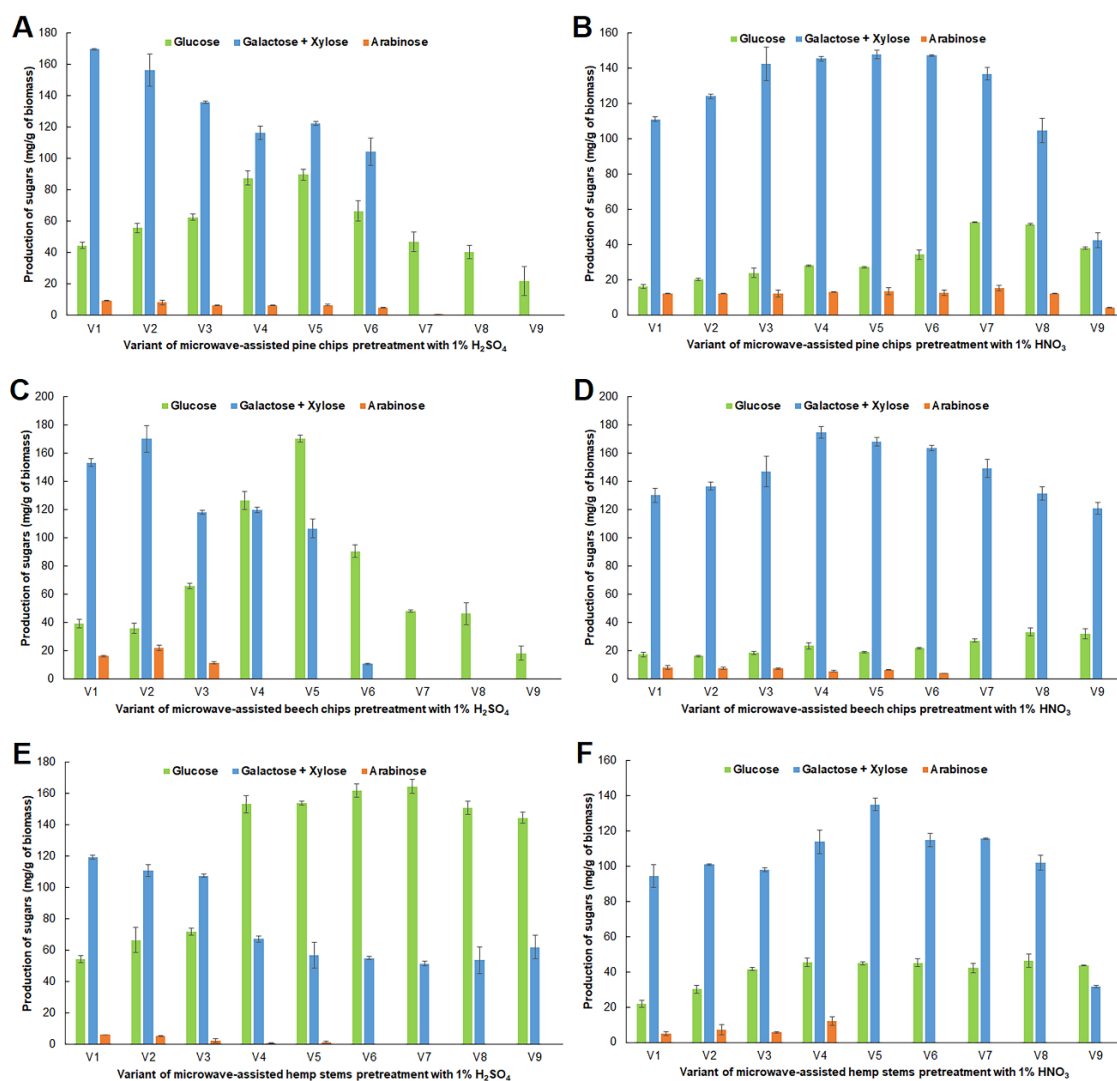 A
Glucose Galactose + Xylose Arabinose
Production of sugars (mg/g of biomass)
180
160
140
120
100
80
60
40
20
0
V1 V2 V3 V4 V5 V6 V7 V8 V9
Variant of microwave-assisted pine chips pretreatment with 1% H₂SO₄
B
Glucose Galactose + Xylose Arabinose
Production of sugars (mg/g of biomass)
160
140
120
100
80
60
40
20
0
V1 V2 V3 V4 V5 V6 V7 V8 V9
Variant of microwave-assisted pine chips pretreatment with 1% HNO₃
C
Glucose Galactose + Xylose Arabinose
Production of sugars (mg/g of biomass)
200
180
160
140
120
100
80
60
40
20
0
V1 V2 V3 V4 V5 V6 V7 V8 V9
Variant of microwave-assisted beech chips pretreatment with 1% H₂SO₄
D
Glucose Galactose + Xylose Arabinose
Production of sugars (mg/g of biomass)
200
180
160
140
120
100
80
60
40
20
0
V1 V2 V3 V4 V5 V6 V7 V8 V9
Variant of microwave-assisted beech chips pretreatment with 1% HNO₃
E
Glucose Galactose + Xylose Arabinose
Production of sugars (mg/g of biomass)
180
160
140
120
100
80
60
40
20
0
V1 V2 V3 V4 V5 V6 V7 V8 V9
Variant of microwave-assisted hemp stems pretreatment with 1% H₂SO₄
F
Glucose Galactose + Xylose Arabinose
Production of sugars (mg/g of biomass)
160
140
120
100
80
60
40
20
0
V1 V2 V3 V4 V5 V6 V7 V8 V9
Variant of microwave-assisted hemp stems pretreatment with 1% HNO₃